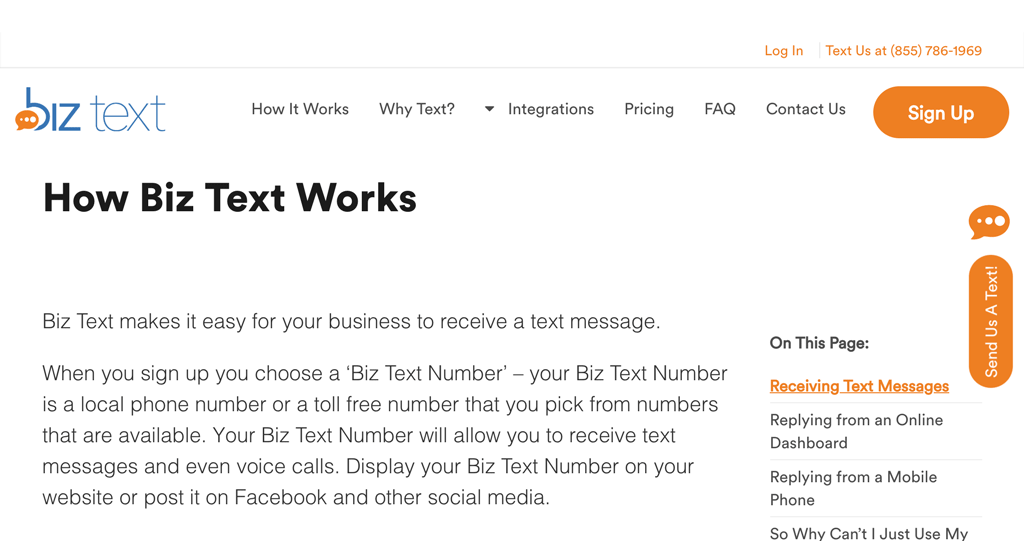 Log In
Text Us at (855) 786-1969
biz text
How It Works
Why Text?
Integrations
Pricing
FAQ
Contact Us
Sign Up
How Biz Text Works
Send Us A Text!
Biz Text makes it easy for your business to receive a text message.
When you sign up you choose a ‘Biz Text Number’ – your Biz Text Number
is a local phone number or a toll free number that you pick from numbers
that are available. Your Biz Text Number will allow you to receive text
messages and even voice calls. Display your Biz Text Number on your
website or post it on Facebook and other social media.
On This Page:
Receiving Text Messages
Replying from an Online
Dashboard
Replying from a Mobile
Phone
So Why Can’t I Just Use My